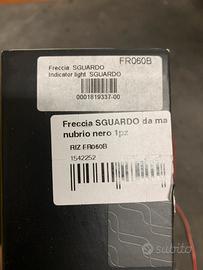 Freccia SGUARDO FR060B
Indicator light SGUARDO
0001819337-00
Freccia SGUARDO da ma
nubrio nero 1pz
RIZ FR060B
1542252
subito